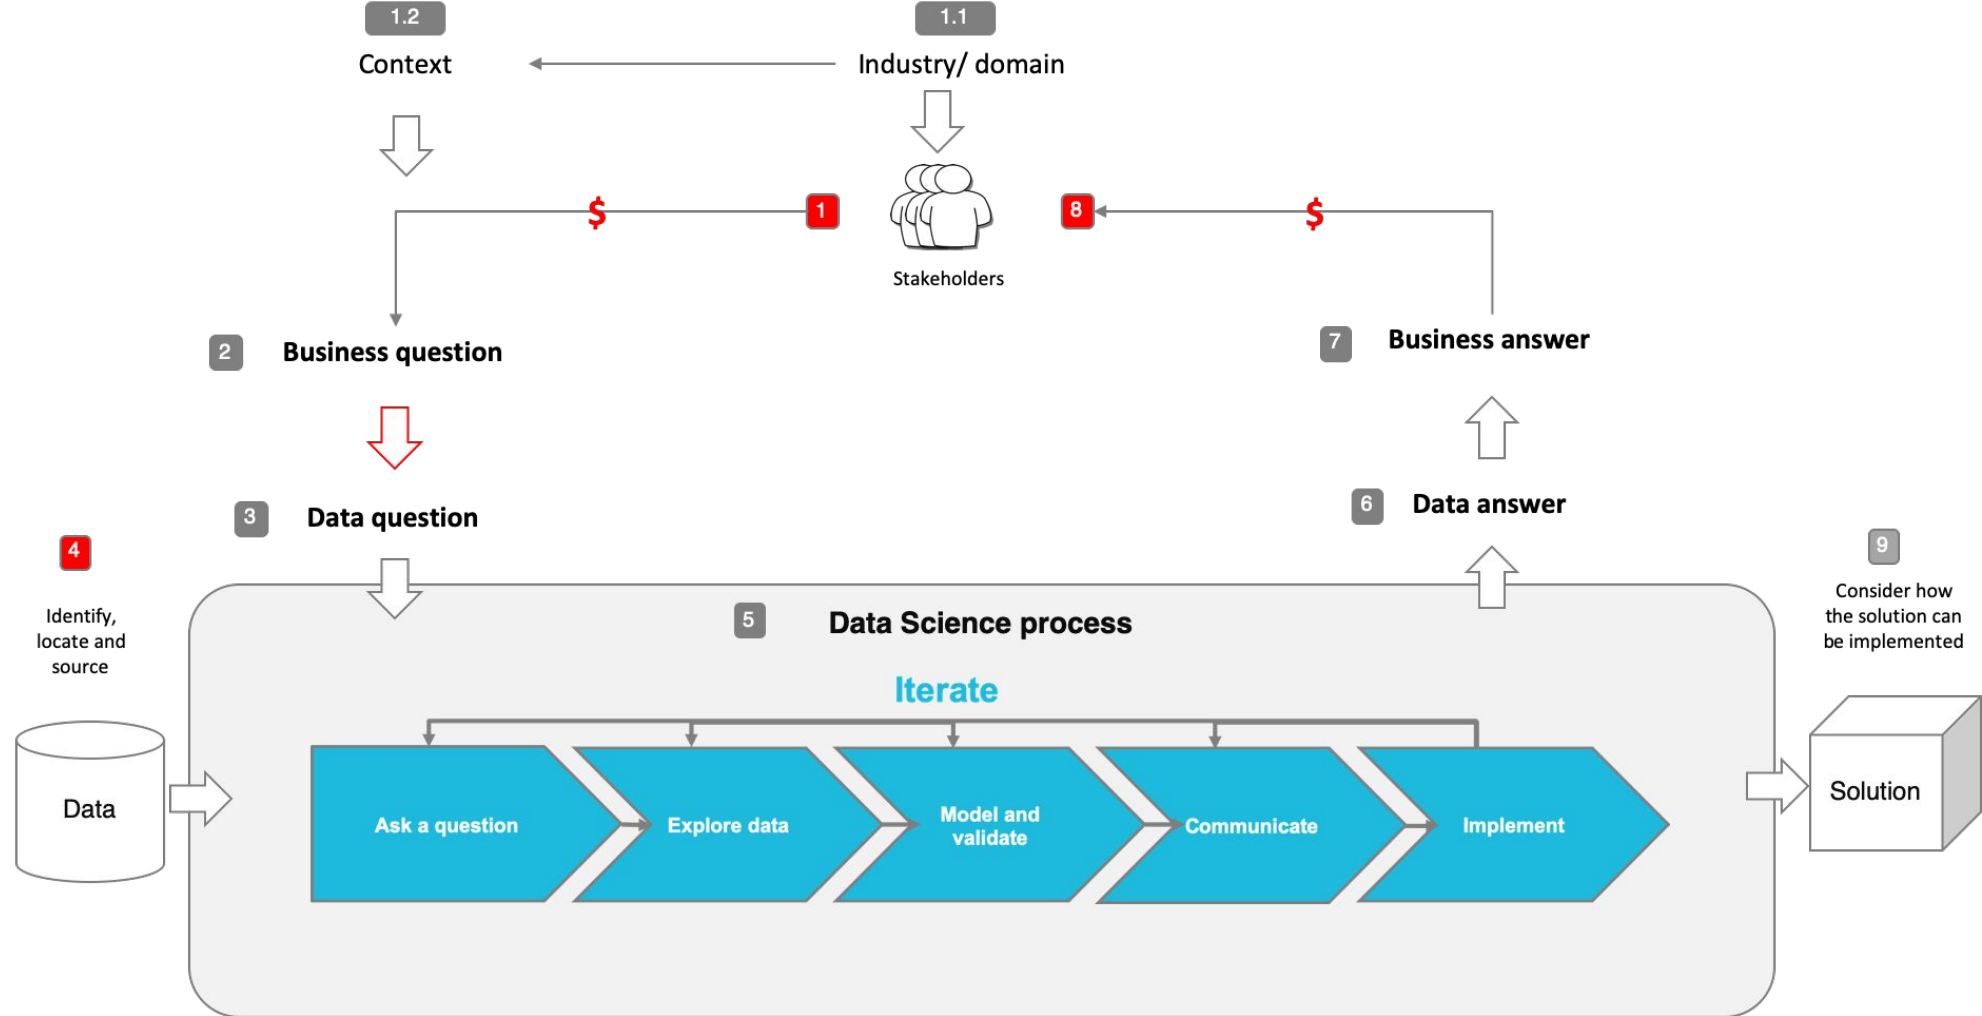 1.2
1.1
Context
Industry/ domain
$
1
8
$
Stakeholders
2
Business question
7
Business answer
3
Data question
6
Data answer
4
Identify,
locate and
source
9
Consider how
the solution can
be implemented
5
Data Science process
Iterate
Data
Ask a question
Explore data
Model and
validate
Communicate
Implement
Solution